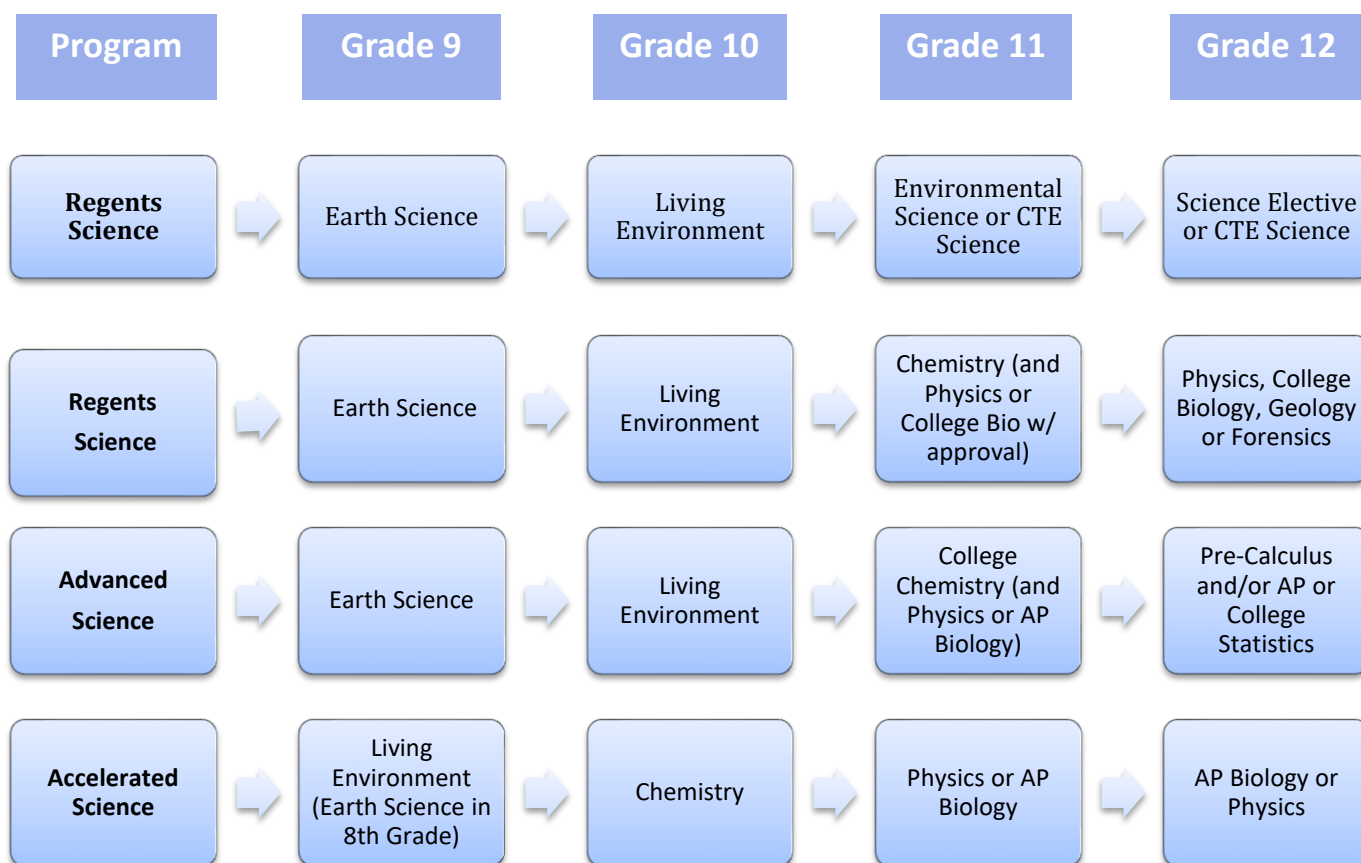 Program
Grade 9
Grade 10
Grade 11
Grade 12
Regents
Science
Earth Science
Living
Environment
Environmental
Science or CTE
Science
Science Elective
or CTE Science
Regents
Science
Earth Science
Living
Environment
Chemistry (and
Physics or
College Bio w/
approval)
Physics, College
Biology, Geology
or Forensics
Advanced
Science
Earth Science
Living
Environment
College
Chemistry (and
Physics or AP
Biology)
Pre-Calculus
and/or AP or
College
Statistics
Accelerated
Science
Living
Environment
(Earth Science in
8th Grade)
Chemistry
Physics or AP
Biology
AP Biology or
Physics